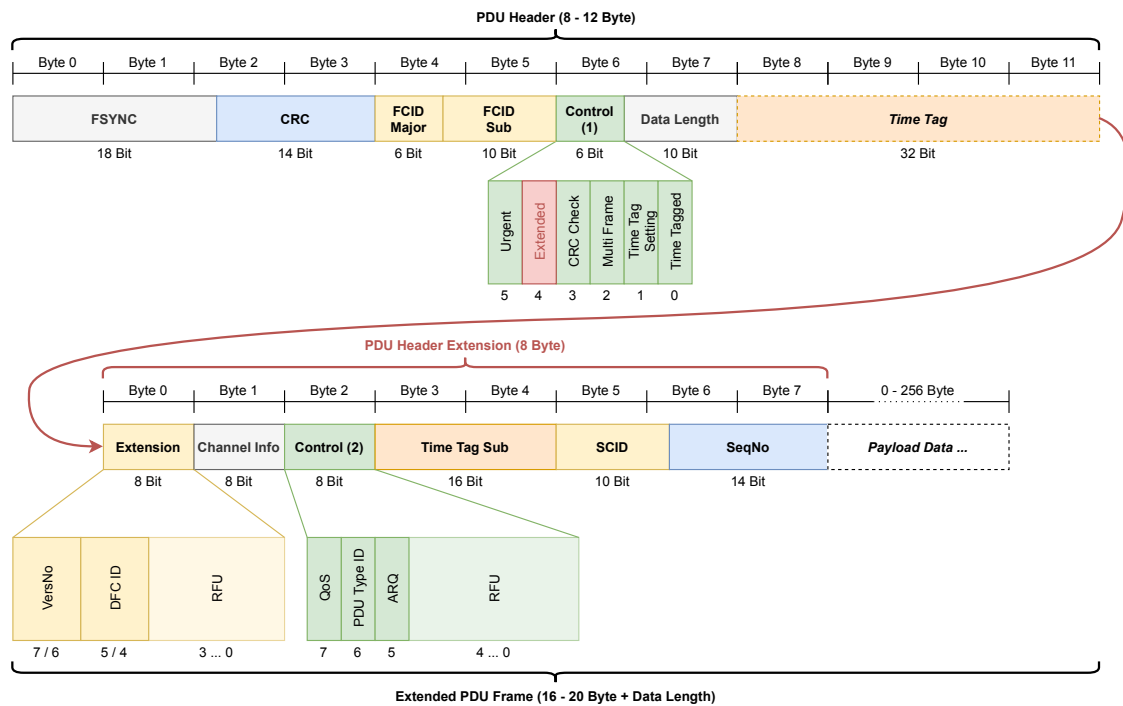 PDU Header (8 - 12 Byte)
Byte 0 Byte 1 Byte 2 Byte 3 Byte 4 Byte 5 Byte 6 Byte 7 Byte 8 Byte 9 Byte 10 Byte 11
FSYNC CRC FCID Major FCID Sub Control (1) Data Length Time Tag
18 Bit 14 Bit 6 Bit 10 Bit 6 Bit 10 Bit 32 Bit
Urgent
Extended
CRC Check
Multi Frame
Time Tag
Setting
Time Tagged
5 4 3 2 1 0
PDU Header Extension (8 Byte)
Byte 0 Byte 1 Byte 2 Byte 3 Byte 4 Byte 5 Byte 6 Byte 7 0 - 256 Byte
Extension Channel Info Control (2) Time Tag Sub SCID SeqNo Payload Data ...
8 Bit 8 Bit 8 Bit 16 Bit 10 Bit 14 Bit
VersNo
DFC ID
RFU
QoS
PDU Type ID
ARQ
RFU
7 / 6 5 / 4 3 ... 0 7 6 5 4 ... 0
Extended PDU Frame (16 - 20 Byte + Data Length)